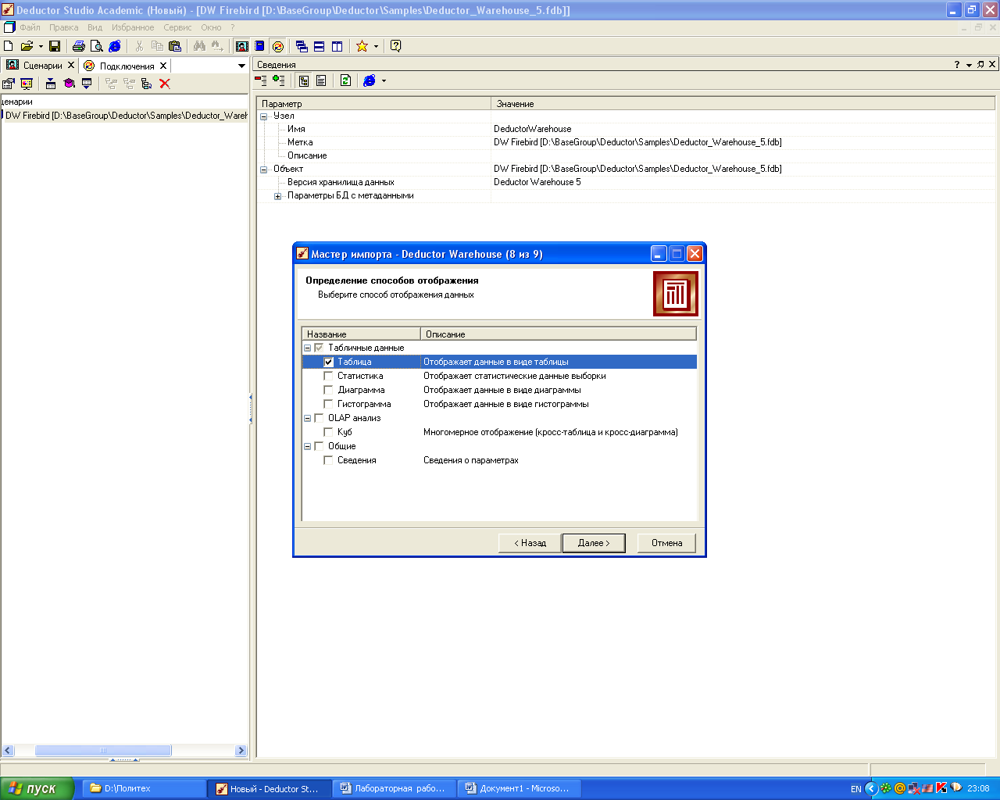 Deductor Studio Academic (Новый) - [DW Firebird [D:\BaseGroup\Deductor\Samples\Deductor_Warehouse_5.fdb]]
Файл Правка Вид Избранное Сервис Окно ?
Сценарии Подключения
Сведения
ценарии
DW Firebird [D:\BaseGroup\Deductor\Samples\Deductor_Wareh
Параметр Значение
Узел
Имя DeductorWarehouse
Метка DW Firebird [D:\BaseGroup\Deductor\Samples\Deductor_Warehouse_5.fdb]
Описание
Объект DW Firebird [D:\BaseGroup\Deductor\Samples\Deductor_Warehouse_5.fdb]
Версия хранилища данных Deductor Warehouse 5
Параметры БД с метаданными
Мастер импорта - Deductor Warehouse (8 из 9)
Определение способов отображения
Выберите способ отображения данных
Название Описание
Табличные данные
Таблица Отображает данные в виде таблицы
Статистика Отображает статистические данные выборки
Диаграмма Отображает данные в виде диаграммы
Гистограмма Отображает данные в виде гистограммы
OLAP анализ
Куб Многомерное отображение (кросс-таблица и кросс-диаграмма)
Общие
Сведения Сведения о параметрах
< Назад Далее > Отмена
пуск D:\Политех Новый - Deductor St... Лабораторная рабо... Документ1 - Microso... EN 23:08